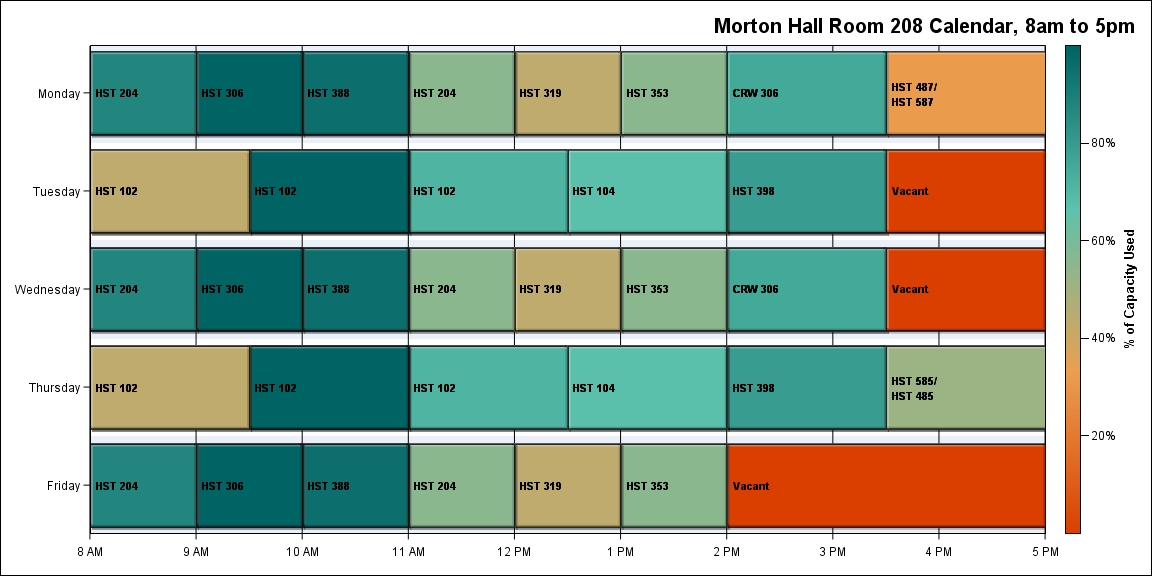 Morton Hall Room 208 Calendar, 8am to 5pm
Monday
HST 204
HST 306
HST 388
HST 204
HST 319
HST 353
CRW 306
HST 487/
HST 587
Tuesday
HST 102
HST 102
HST 102
HST 104
HST 398
Vacant
Wednesday
HST 204
HST 306
HST 388
HST 204
HST 319
HST 353
CRW 306
Vacant
Thursday
HST 102
HST 102
HST 102
HST 104
HST 398
HST 585/
HST 485
Friday
HST 204
HST 306
HST 388
HST 204
HST 319
HST 353
Vacant
8 AM
9 AM
10 AM
11 AM
12 PM
1 PM
2 PM
3 PM
4 PM
5 PM
80%
60%
40%
20%
% of Capacity Used